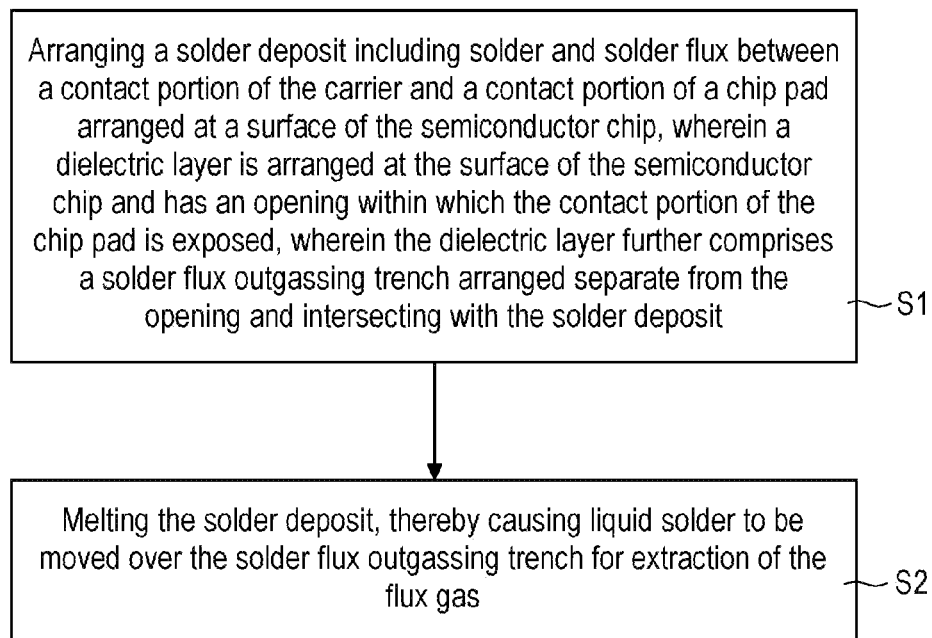 Arranging a solder deposit including solder and solder flux between
a contact portion of the carrier and a contact portion of a chip pad
arranged at a surface of the semiconductor chip, wherein a
dielectric layer is arranged at the surface of the semiconductor
chip and has an opening within which the contact portion of the
chip pad is exposed, wherein the dielectric layer further comprises
a solder flux outgassing trench arranged separate from the
opening and intersecting with the solder deposit
S1
Melting the solder deposit, thereby causing liquid solder to be
moved over the solder flux outgassing trench for extraction of the
flux gas
S2